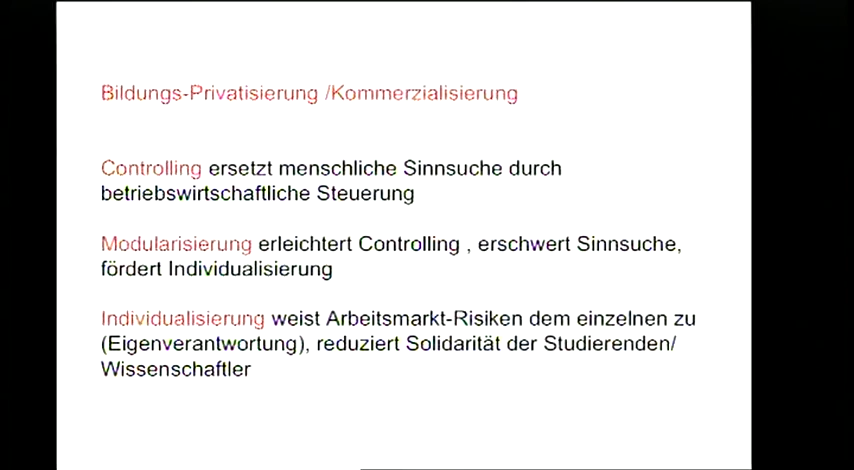 Bildungs-Privatisierung /Kommerzialisierung
Controlling ersetzt menschliche Sinnsuche durch
betriebswirtschaftliche Steuerung
Modularisierung erleichtert Controlling , erschwert Sinnsuche,
fördert Individualisierung
Individualisierung weist Arbeitsmarkt-Risiken dem einzelnen zu
(Eigenverantwortung), reduziert Solidarität der Studierenden/
Wissenschaftler